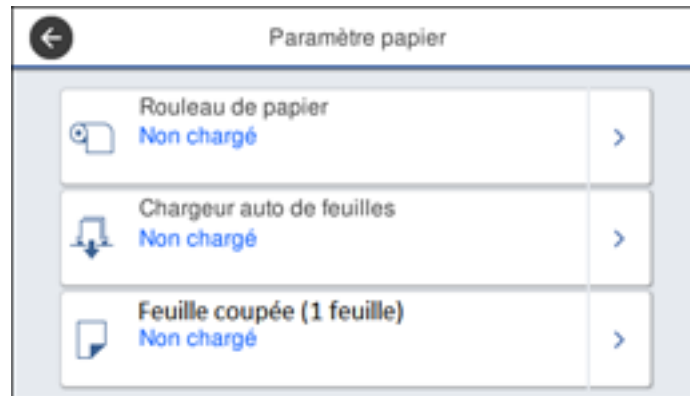 Paramètre papier
Rouleau de papier
Non chargé
Chargeur auto de feuilles
Non chargé
Feuille coupée (1 feuille)
Non chargé